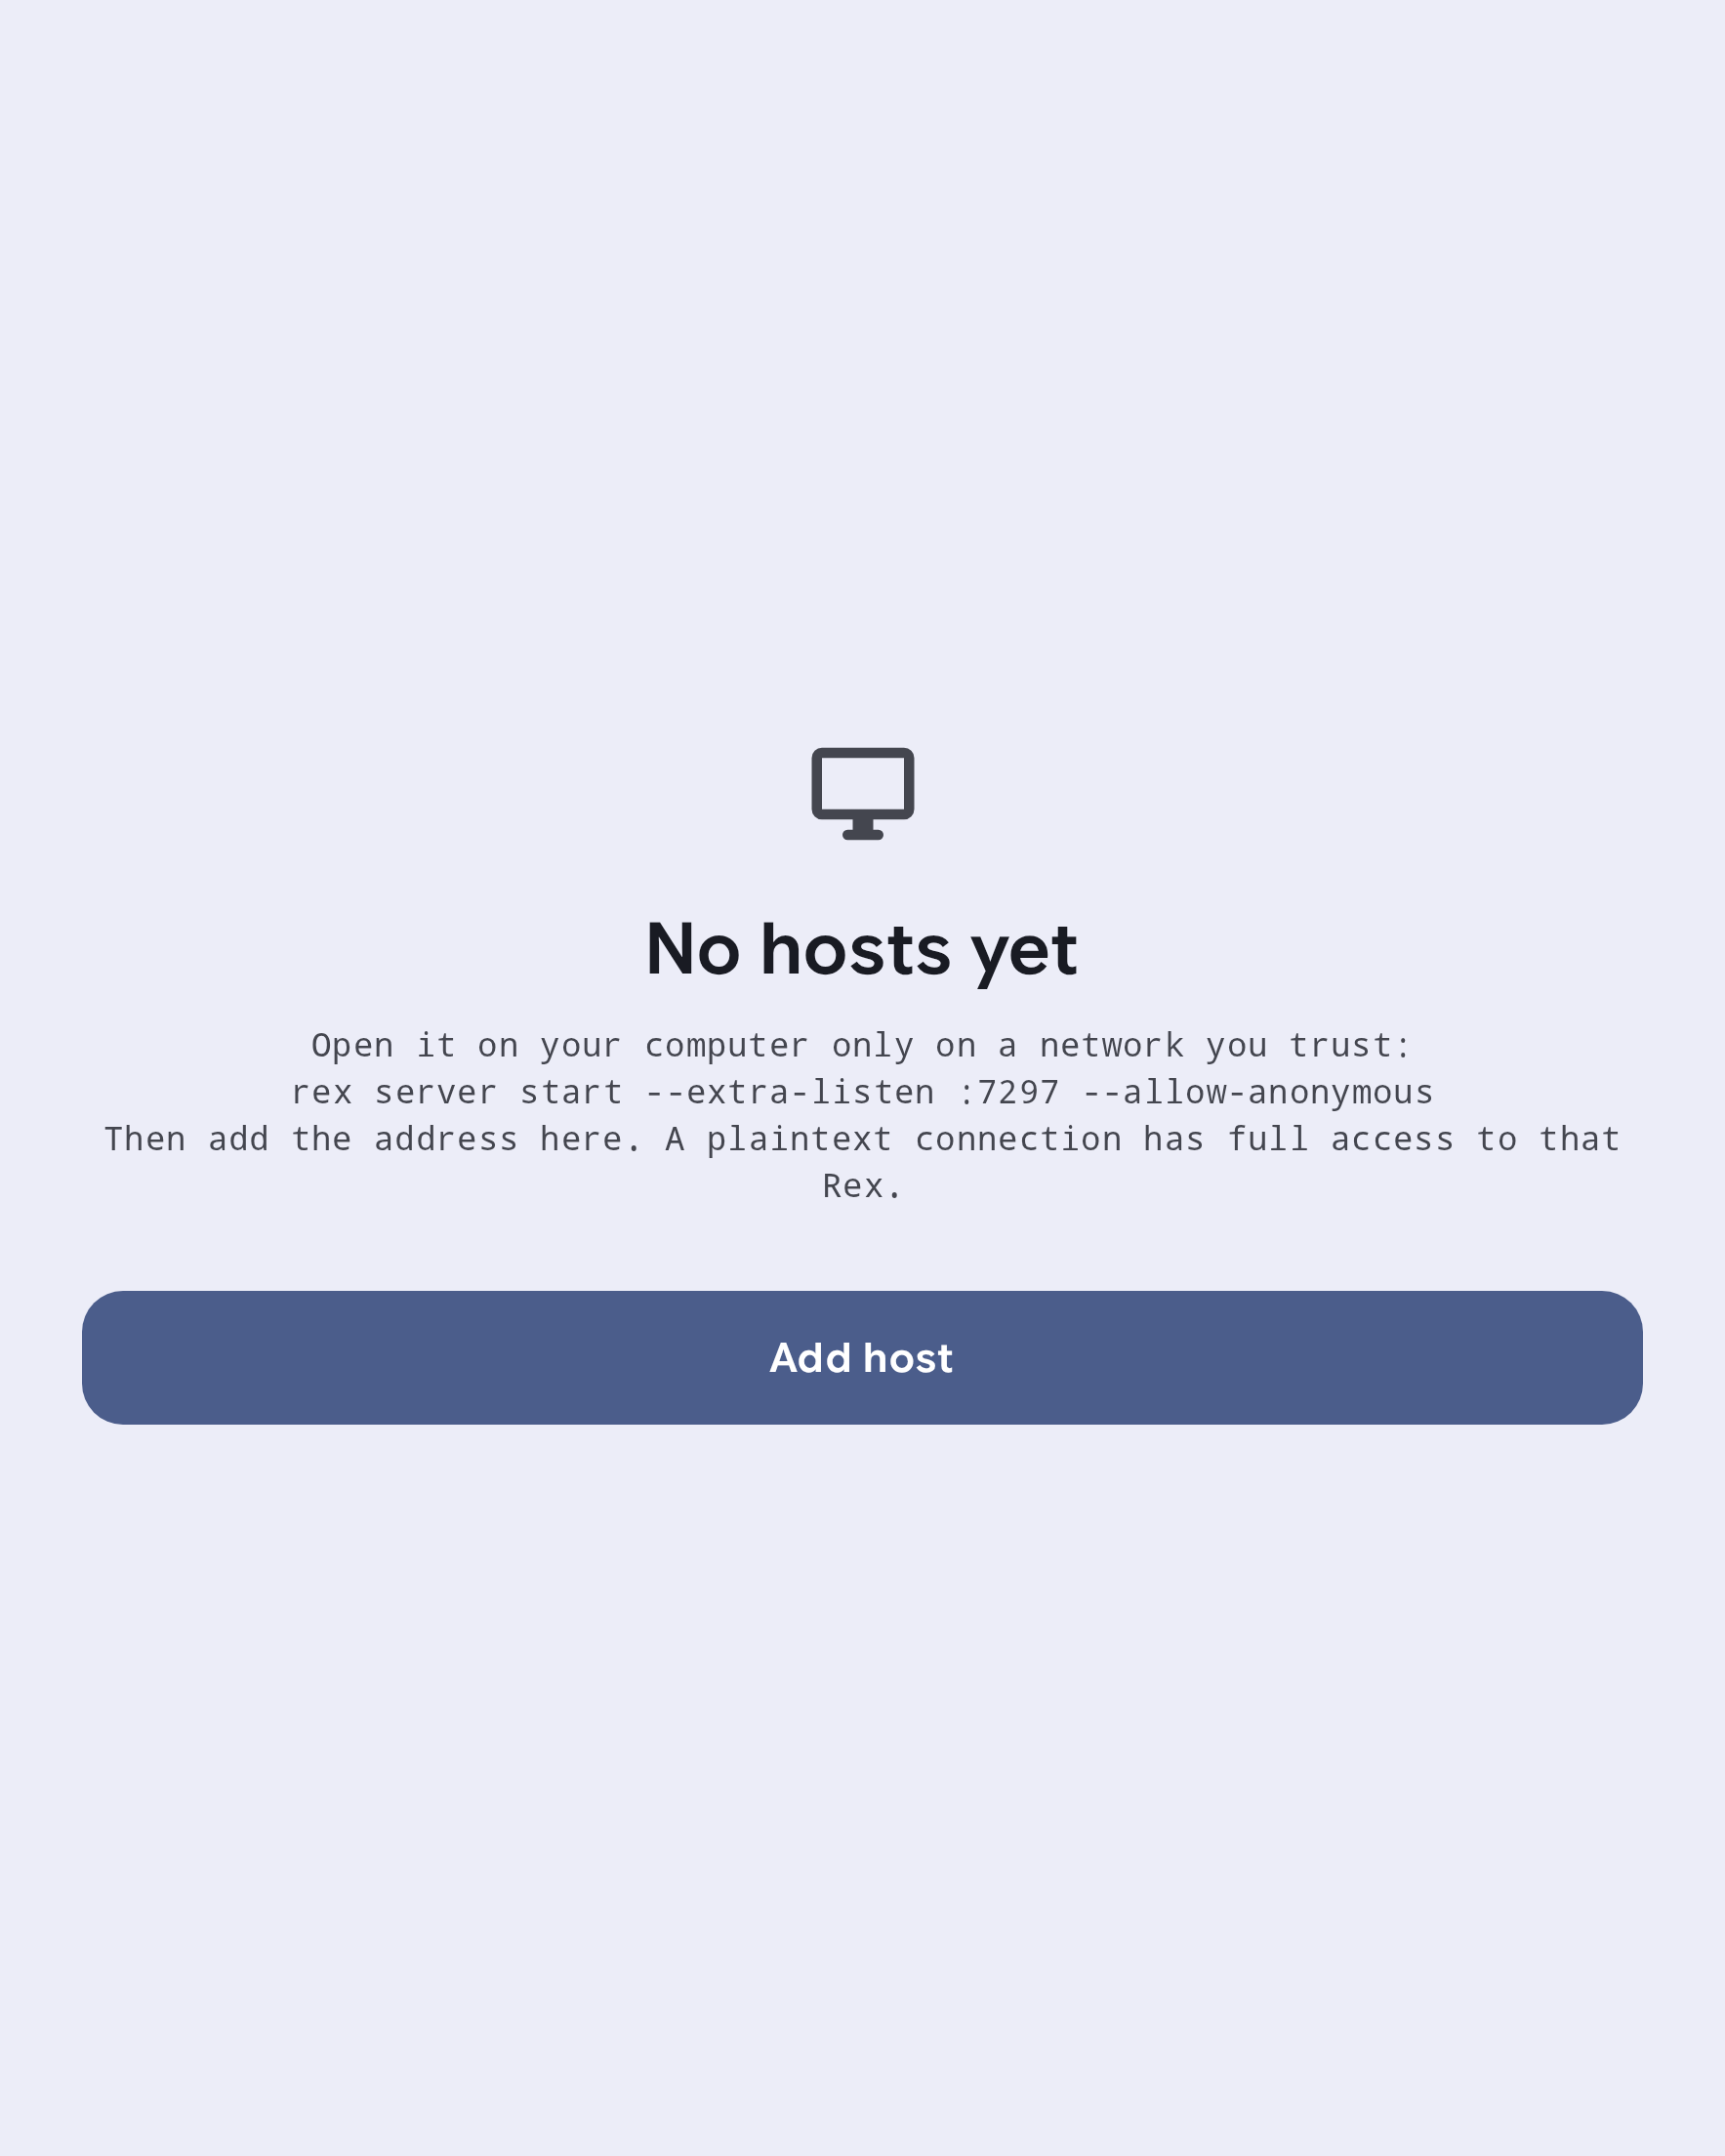 No hosts yet
Open it on your computer only on a network you trust:
rex server start --extra-listen :7297 --allow-anonymous
Then add the address here. A plaintext connection has full access to that
Rex.
Add host